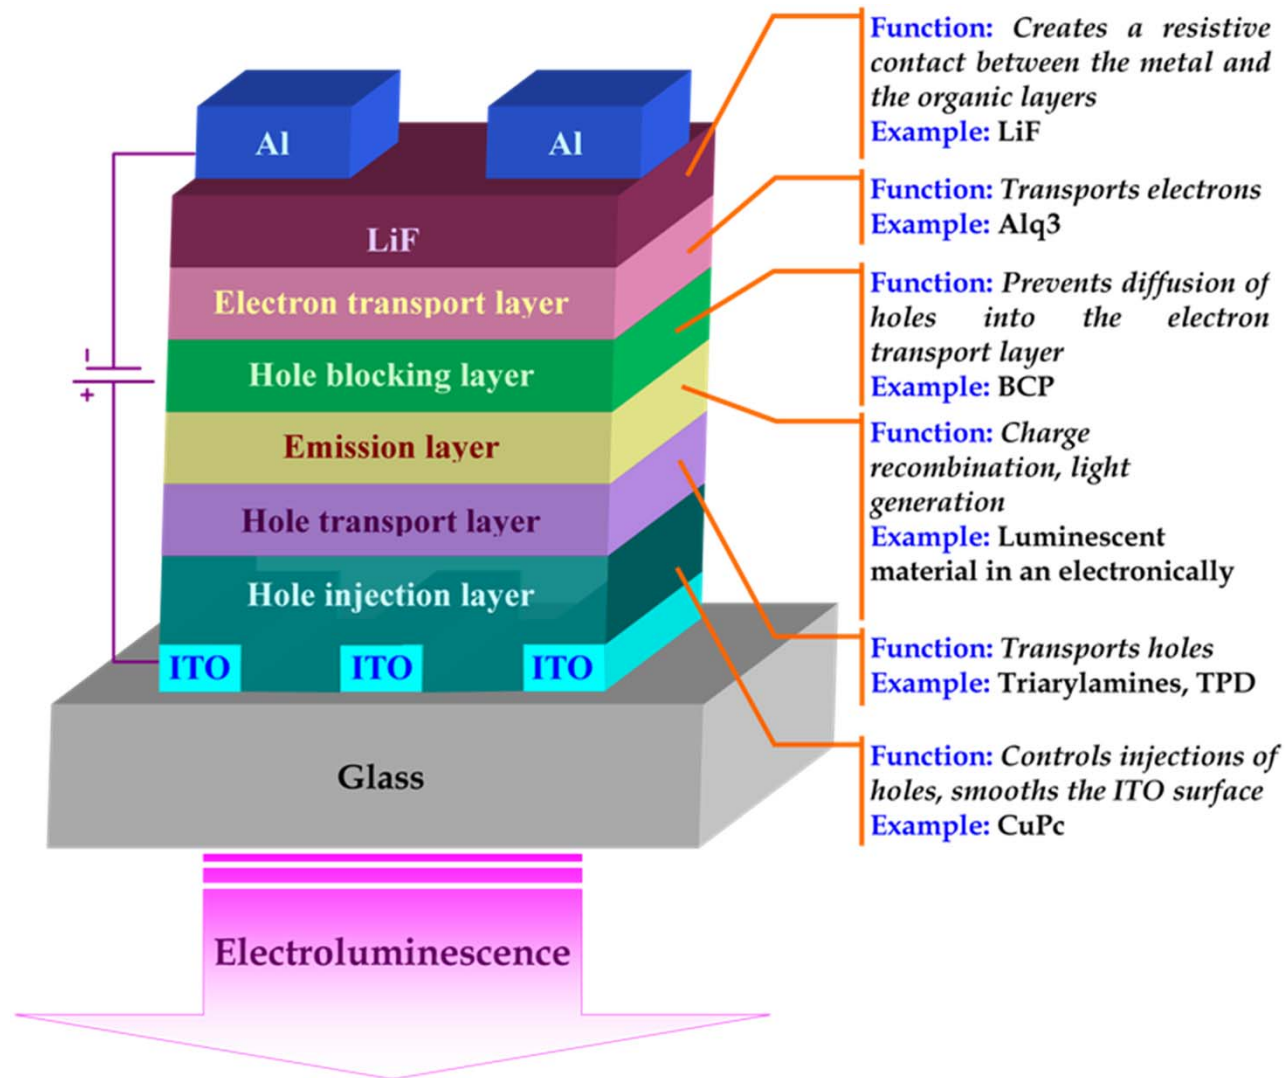 Al
Al
LiF
Electron transport layer
Hole blocking layer
Emission layer
Hole transport layer
Hole injection layer
ITO
ITO
ITO
Glass
Electroluminescence
-
+
Function: Creates a resistive
contact between the metal and
the organic layers
Example: LiF
Function: Transports electrons
Example: Alq3
Function: Prevents diffusion of
holes into the electron
transport layer
Example: BCP
Function: Charge
recombination, light
generation
Example: Luminescent
material in an electronically
Function: Transports holes
Example: Triarylamines, TPD
Function: Controls injections of
holes, smooths the ITO surface
Example: CuPc